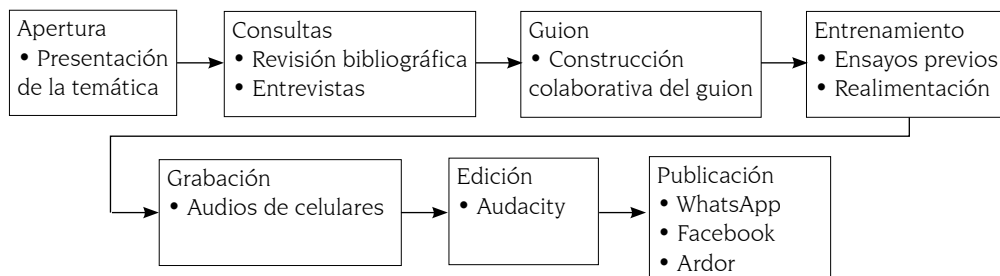 Apertura
• Presentación
de la temática
Consultas
• Revisión bibliográfica
• Entrevistas
Guion
• Construcción
colaborativa del guion
Entrenamiento
• Ensayos previos
• Realimentación
Grabación
• Audios de celulares
Edición
• Audacity
Publicación
• WhatsApp
• Facebook
• Ardor